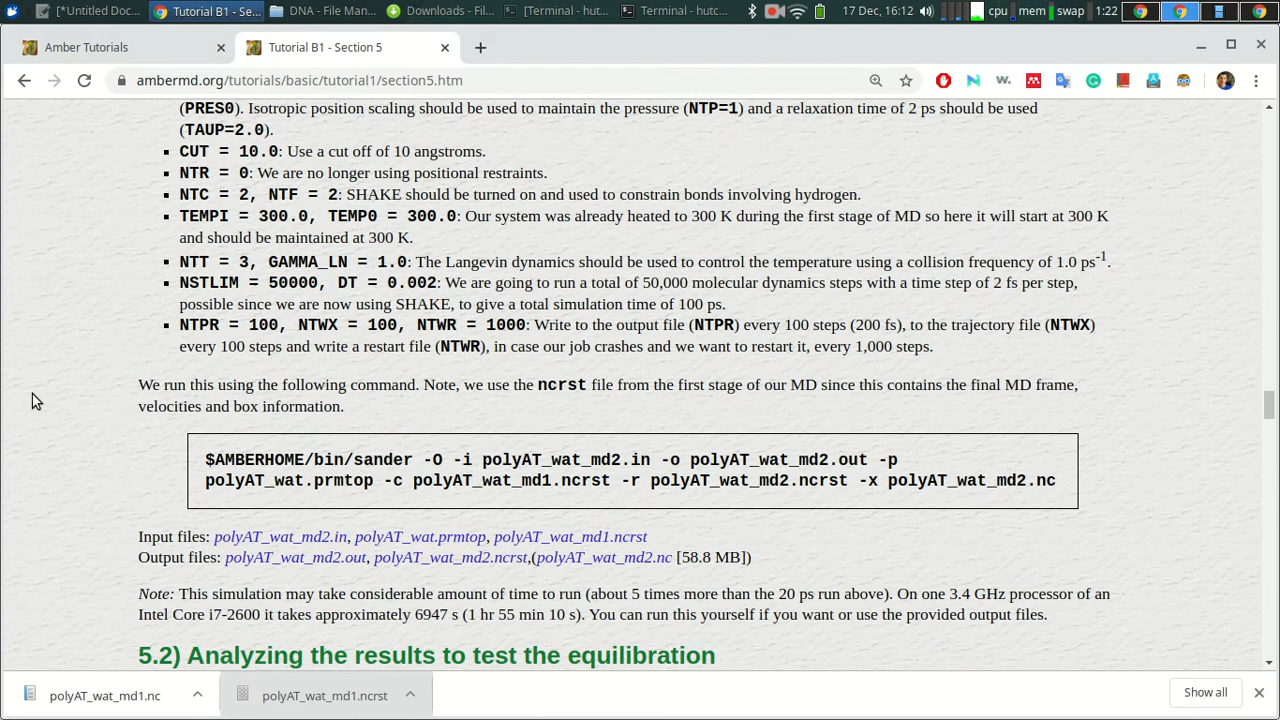 [*Untitled Doc... Tutorial B1 - Se... DNA - File Man... Downloads - Fil... [Terminal - hutc... Terminal - hutc... 17 Dec, 16:12 cpu mem swap 1:22
Amber Tutorials Tutorial B1 - Section 5
ambermd.org/tutorials/basic/tutorial1/section5.htm
(PRES0). Isotropic position scaling should be used to maintain the pressure (NTP=1) and a relaxation time of 2 ps should be used
(TAUP=2.0).
CUT = 10.0: Use a cut off of 10 angstroms.
NTR = 0: We are no longer using positional restraints.
NTC = 2, NTF = 2: SHAKE should be turned on and used to constrain bonds involving hydrogen.
TEMPI = 300.0, TEMP0 = 300.0: Our system was already heated to 300 K during the first stage of MD so here it will start at 300 K
and should be maintained at 300 K.
NTT = 3, GAMMA_LN = 1.0: The Langevin dynamics should be used to control the temperature using a collision frequency of 1.0 ps-1.
NSTLIM = 50000, DT = 0.002: We are going to run a total of 50,000 molecular dynamics steps with a time step of 2 fs per step,
possible since we are now using SHAKE, to give a total simulation time of 100 ps.
NTPR = 100, NTWX = 100, NTWR = 1000: Write to the output file (NTPR) every 100 steps (200 fs), to the trajectory file (NTWX)
every 100 steps and write a restart file (NTWR), in case our job crashes and we want to restart it, every 1,000 steps.
We run this using the following command. Note, we use the ncrst file from the first stage of our MD since this contains the final MD frame,
velocities and box information.
$AMBERHOME/bin/sander -O -i polyAT_wat_md2.in -o polyAT_wat_md2.out -p
polyAT_wat.prmtop -c polyAT_wat_md1.ncrst -r polyAT_wat_md2.ncrst -x polyAT_wat_md2.nc
Input files: polyAT_wat_md2.in, polyAT_wat.prmtop, polyAT_wat_md1.ncrst
Output files: polyAT_wat_md2.out, polyAT_wat_md2.ncrst,(polyAT_wat_md2.nc [58.8 MB])
Note: This simulation may take considerable amount of time to run (about 5 times more than the 20 ps run above). On one 3.4 GHz processor of an
Intel Core i7-2600 it takes approximately 6947 s (1 hr 55 min 10 s). You can run this yourself if you want or use the provided output files.
5.2) Analyzing the results to test the equilibration
polyAT_wat_md1.nc polyAT_wat_md1.ncrst Show all